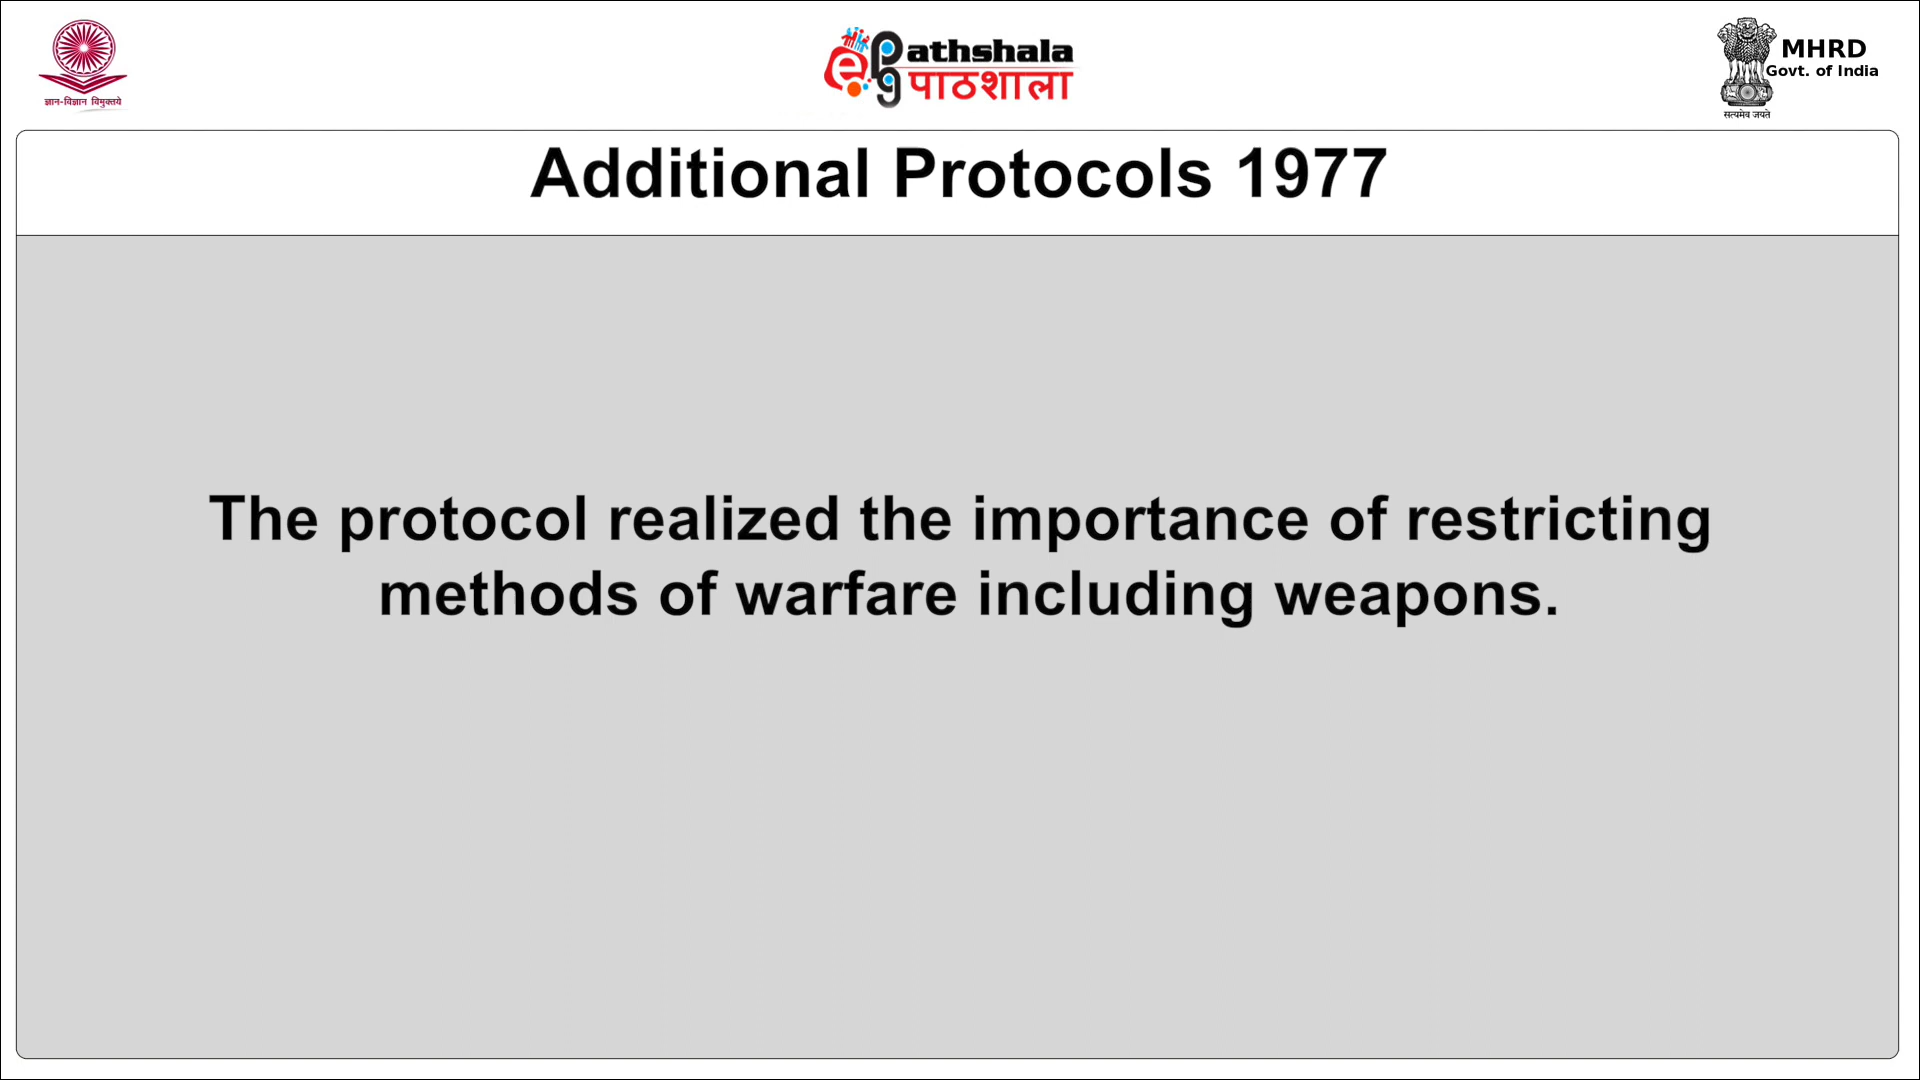 ज्ञान-विज्ञान विमुक्तये
ePathshala
पाठशाला
सत्यमेव जयते
MHRD
Govt. of India
Additional Protocols 1977
The protocol realized the importance of restricting
methods of warfare including weapons.